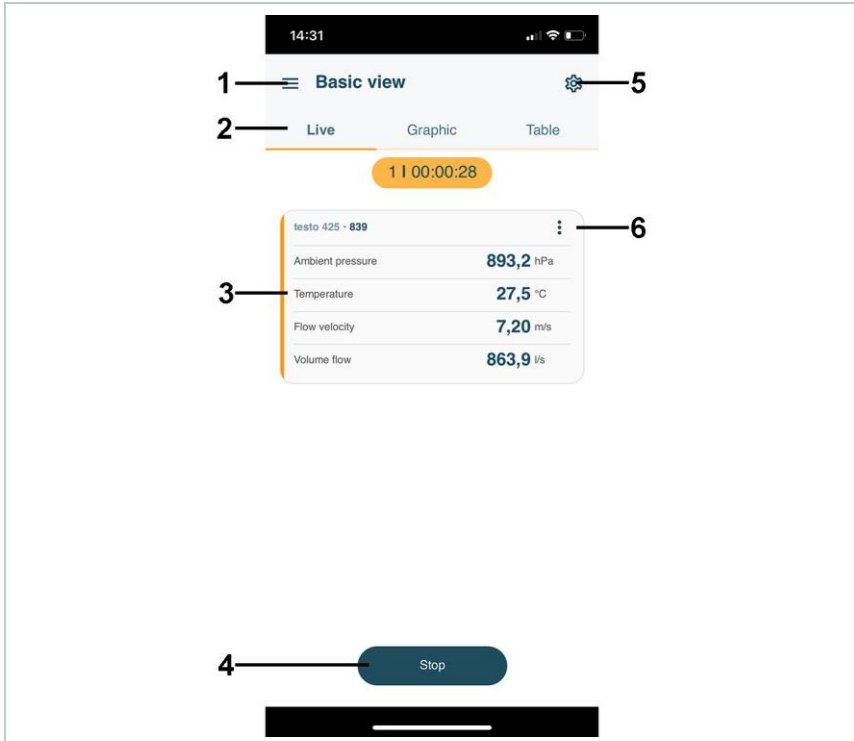 14:31
1 Basic view 5
2 Live Graphic Table
1 I 00:00:28
testo 425 · 839 6
Ambient pressure 893,2 hPa
3 Temperature 27,5 °C
Flow velocity 7,20 m/s
Volume flow 863,9 l/s
4 Stop